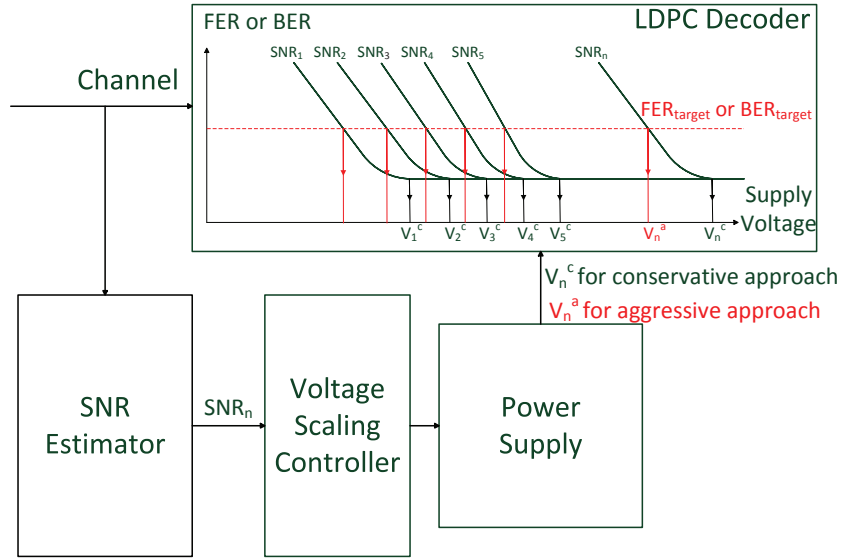 FER or BER
LDPC Decoder
Channel
SNR1
SNR2
SNR3
SNR4
SNR5
SNRn
FERtarget or BERtarget
Supply
Voltage
V1c
V2c
V3c
V4c
V5c
Vna
Vnc
Vnc for conservative approach
Vna for aggressive approach
SNR
Estimator
SNRn
Voltage
Scaling
Controller
Power
Supply